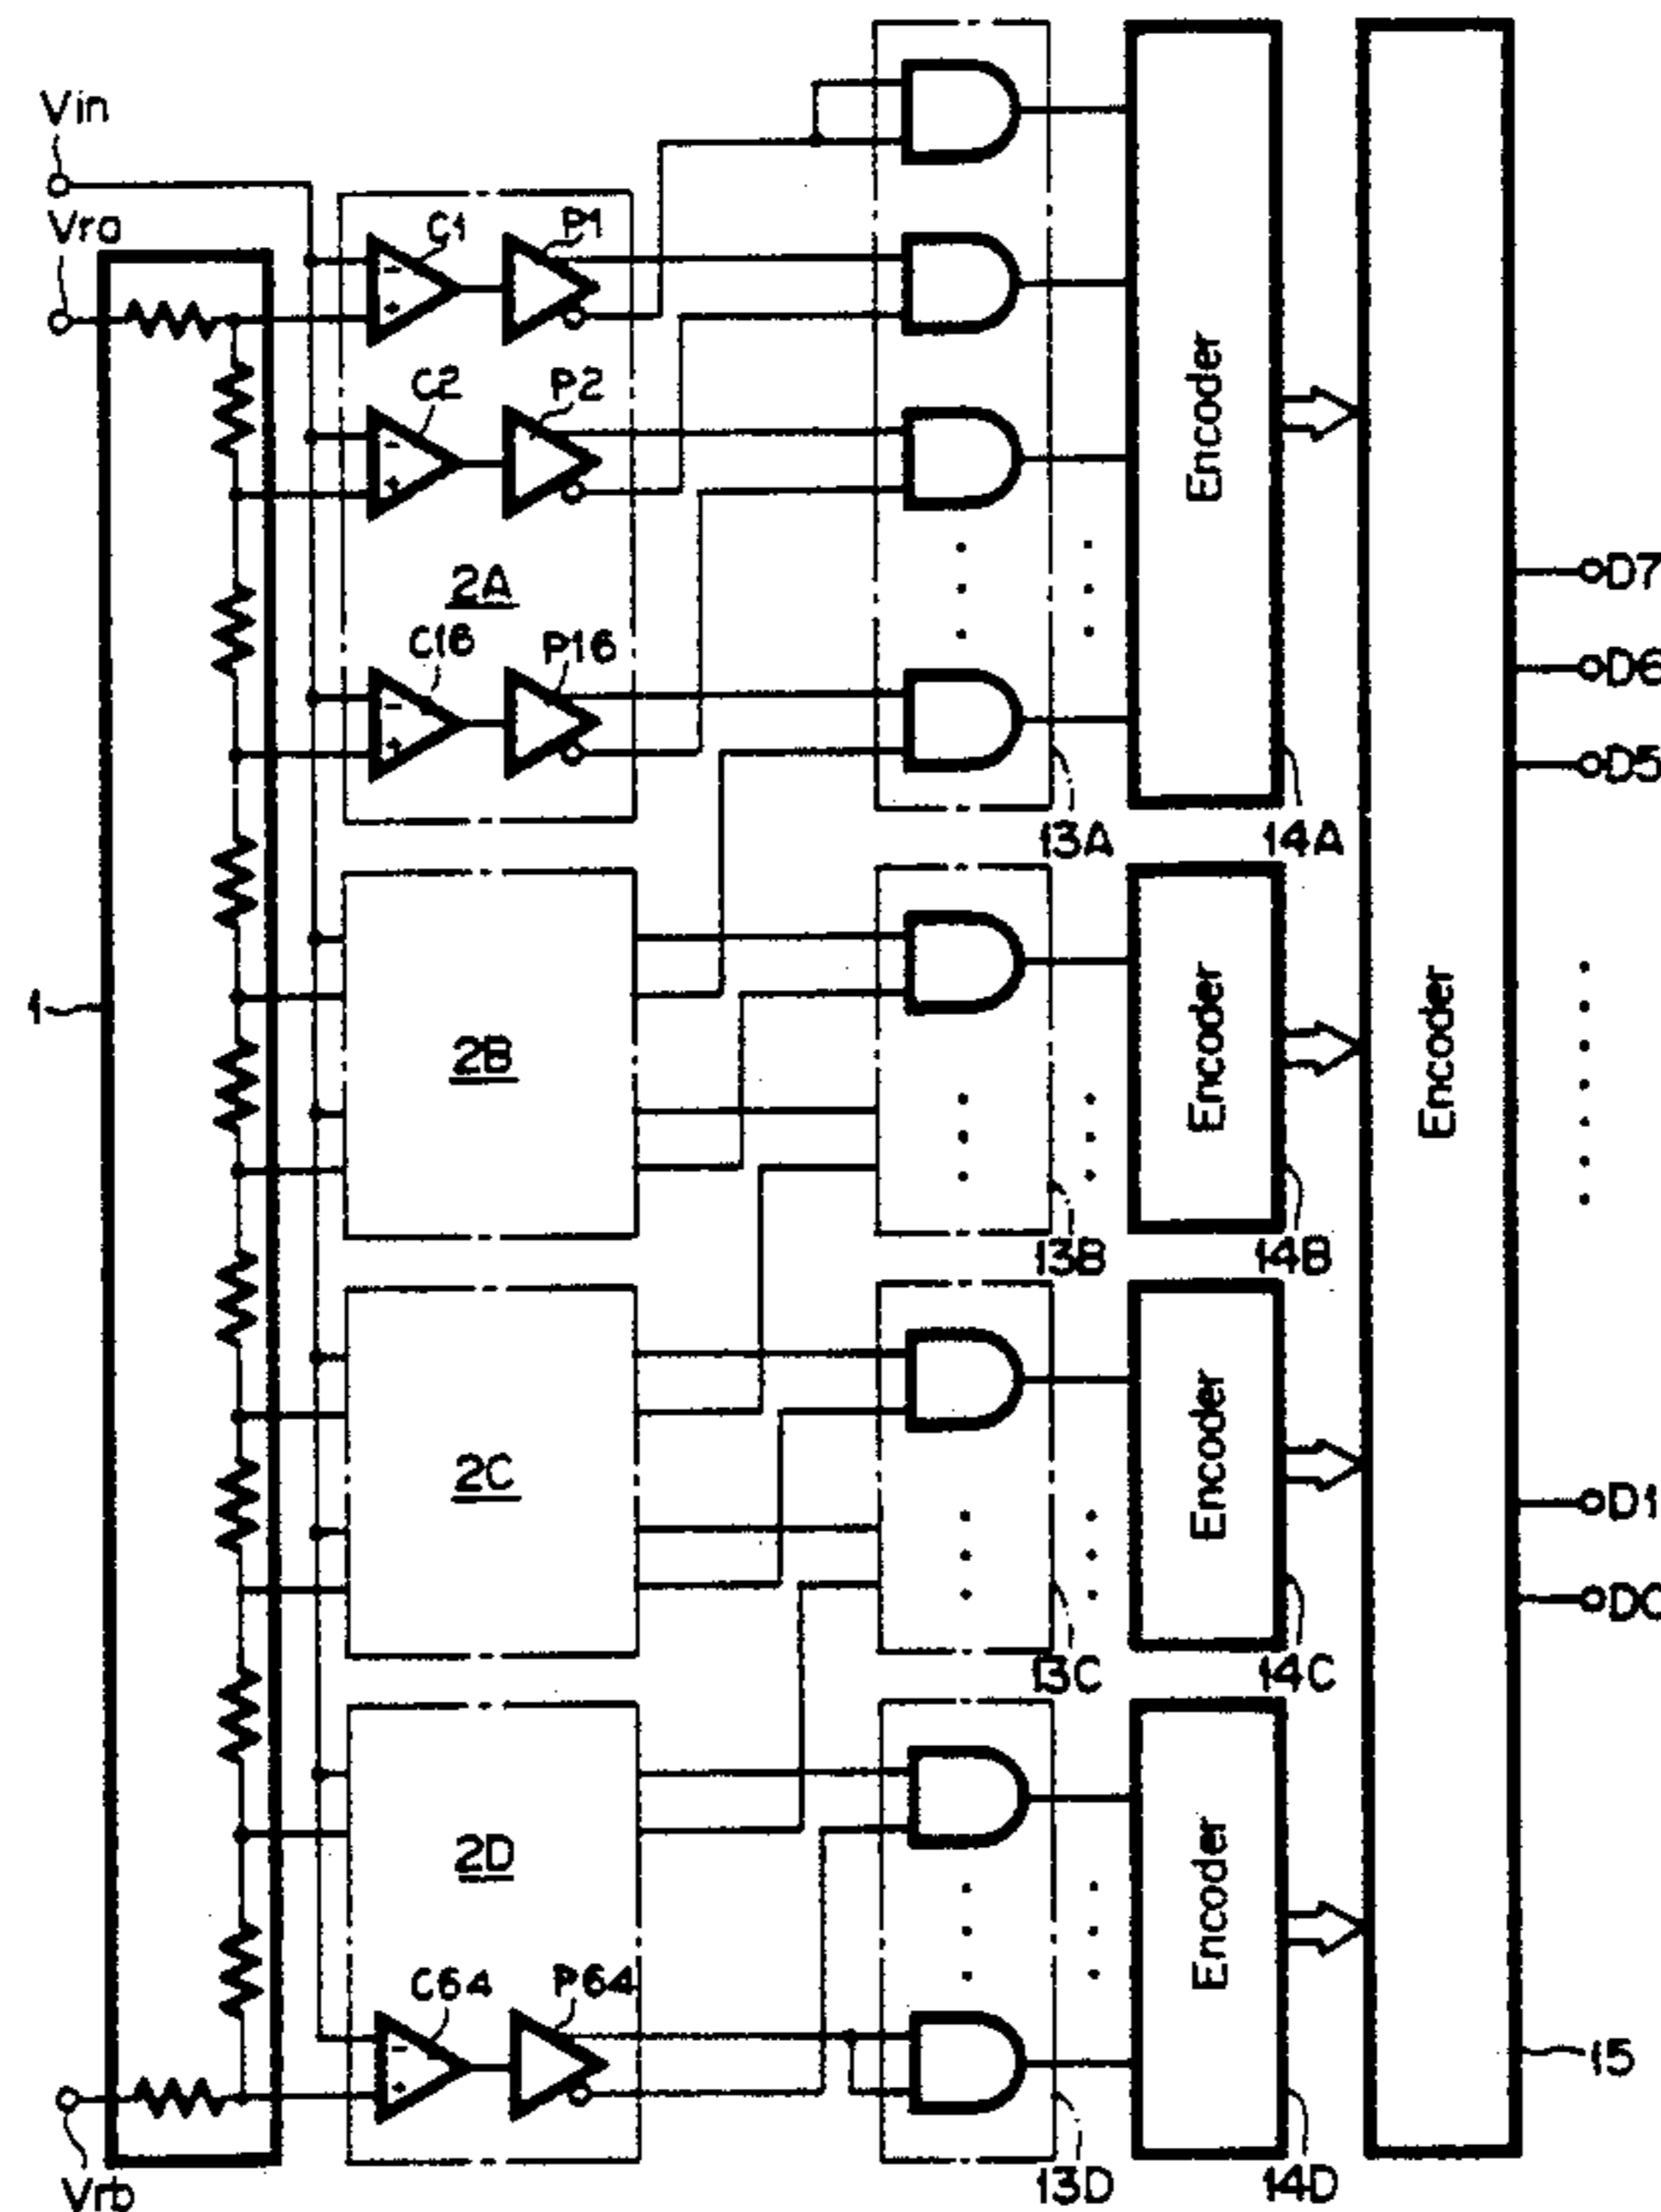 Vin
Vra
C1
P1
C2
P2
2A
C16
P16
Encoder
D7
D6
D5
13A
14A
1
2B
Encoder
Encoder
13B
14B
2C
Encoder
D1
D0
13C
14C
2D
Encoder
C64
P64
15
Vrb
13D
14D